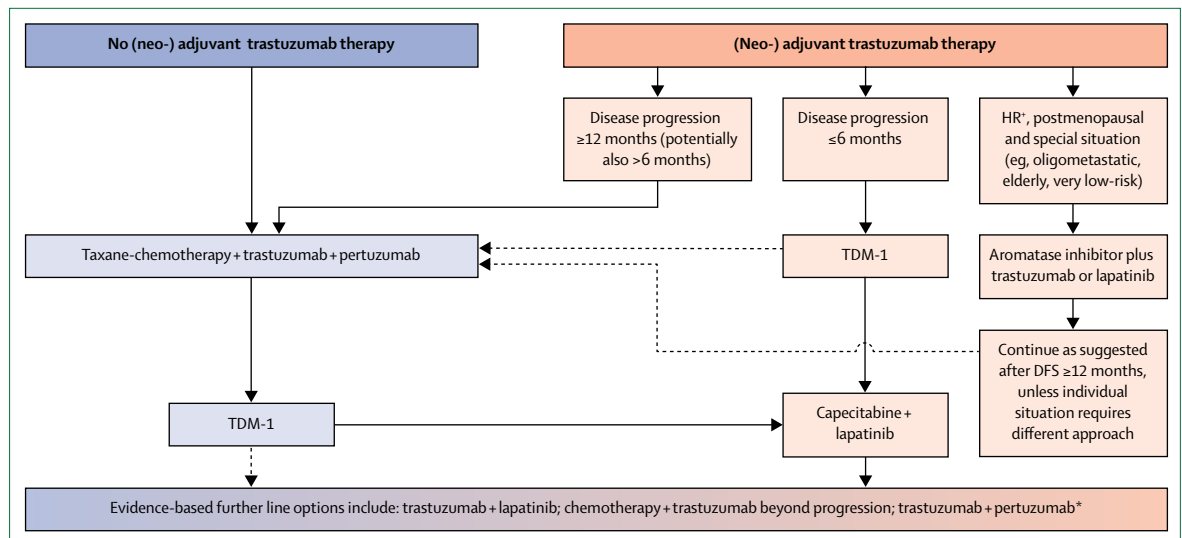 No (neo-) adjuvant trastuzumab therapy
(Neo-) adjuvant trastuzumab therapy
Disease progression
≥12 months (potentially
also >6 months)
Disease progression
≤6 months
HR⁺, postmenopausal
and special situation
(eg, oligometastatic,
elderly, very low-risk)
Taxane-chemotherapy + trastuzumab + pertuzumab
TDM-1
Aromatase inhibitor plus
trastuzumab or lapatinib
Continue as suggested
after DFS ≥12 months,
unless individual
situation requires
different approach
TDM-1
Capecitabine +
lapatinib
Evidence-based further line options include: trastuzumab + lapatinib; chemotherapy + trastuzumab beyond progression; trastuzumab + pertuzumab*